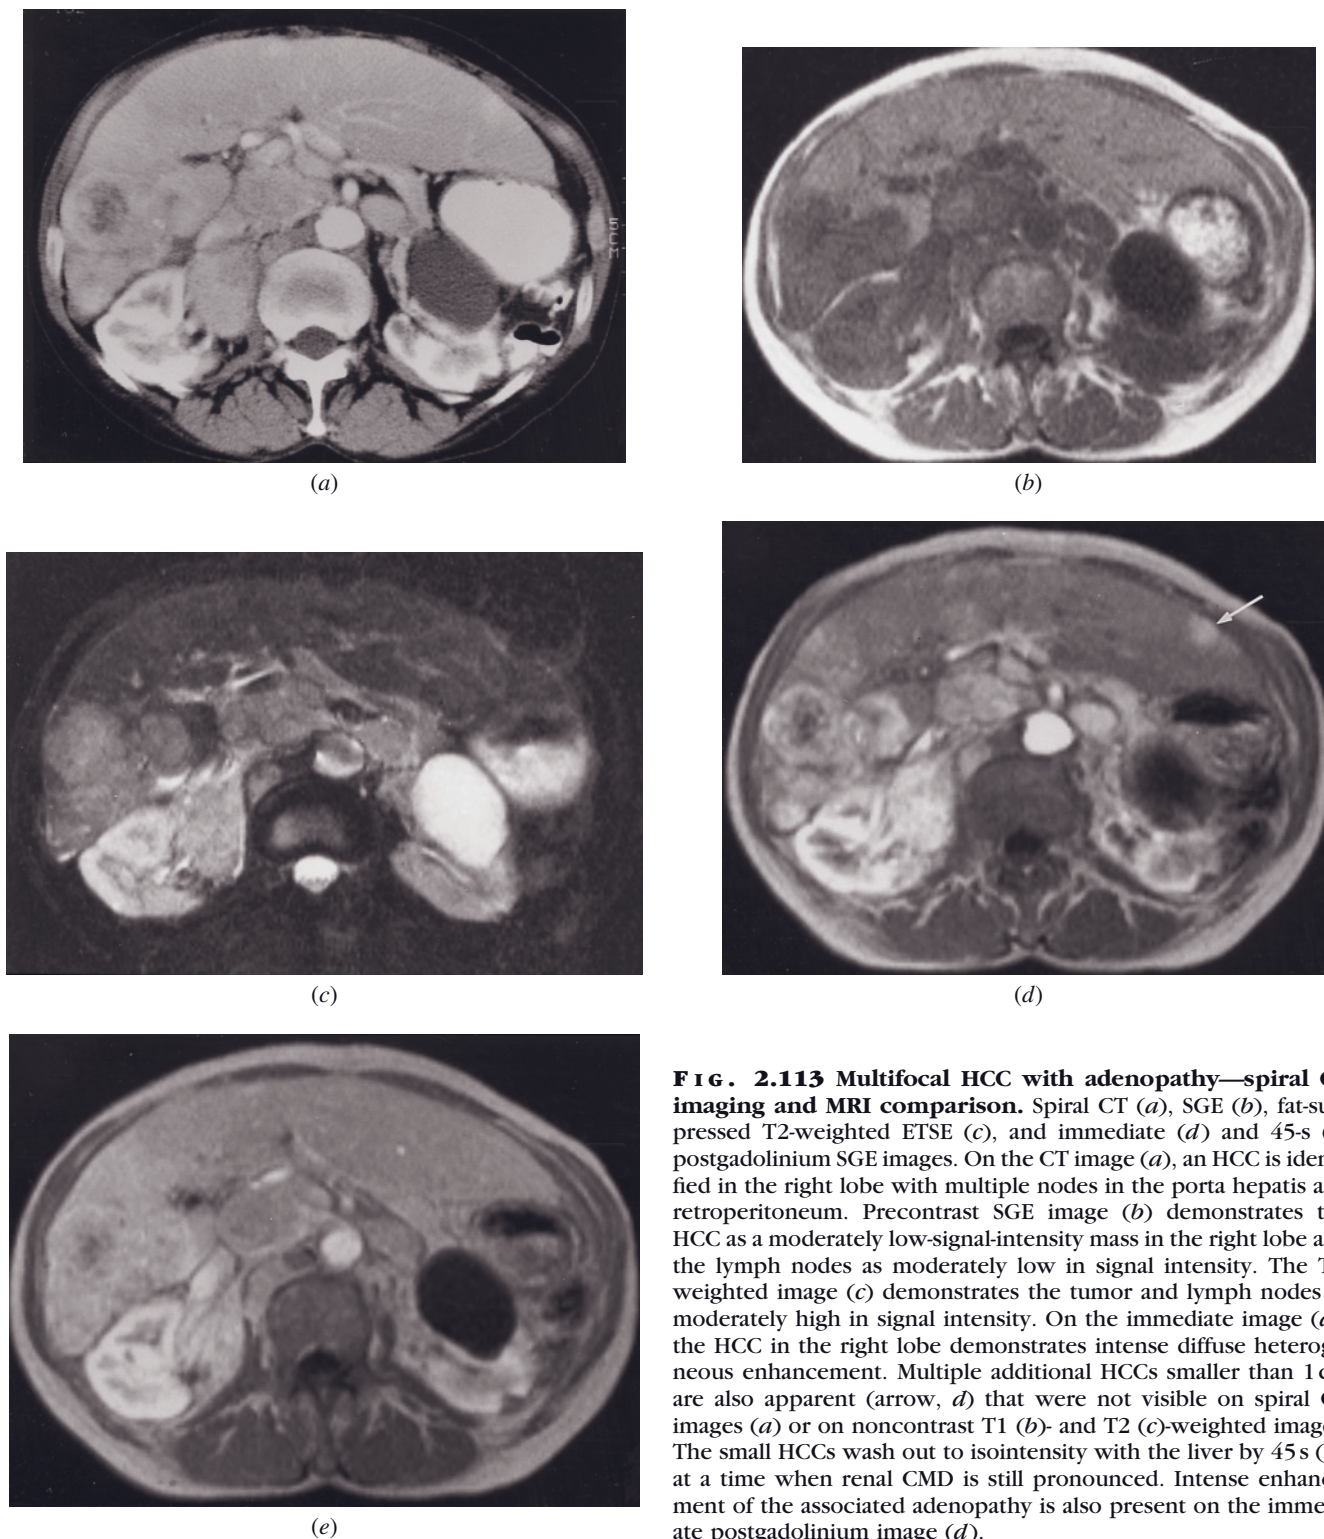 (a)
(b)
(c)
(d)
(e)
5CM
FIG. 2.113 Multifocal HCC with adenopathy—spiral C
imaging and MRI comparison. Spiral CT (a), SGE (b), fat-su
pressed T2-weighted ETSE (c), and immediate (d) and 45-s (
postgadolinium SGE images. On the CT image (a), an HCC is iden
fied in the right lobe with multiple nodes in the porta hepatis a
retroperitoneum. Precontrast SGE image (b) demonstrates t
HCC as a moderately low-signal-intensity mass in the right lobe a
the lymph nodes as moderately low in signal intensity. The T
weighted image (c) demonstrates the tumor and lymph nodes
moderately high in signal intensity. On the immediate image (
the HCC in the right lobe demonstrates intense diffuse heterog
neous enhancement. Multiple additional HCCs smaller than 1 c
are also apparent (arrow, d) that were not visible on spiral C
images (a) or on noncontrast T1 (b)- and T2 (c)-weighted image
The small HCCs wash out to isointensity with the liver by 45 s (
at a time when renal CMD is still pronounced. Intense enhanc
ment of the associated adenopathy is also present on the imme
ate postgadolinium image (d).